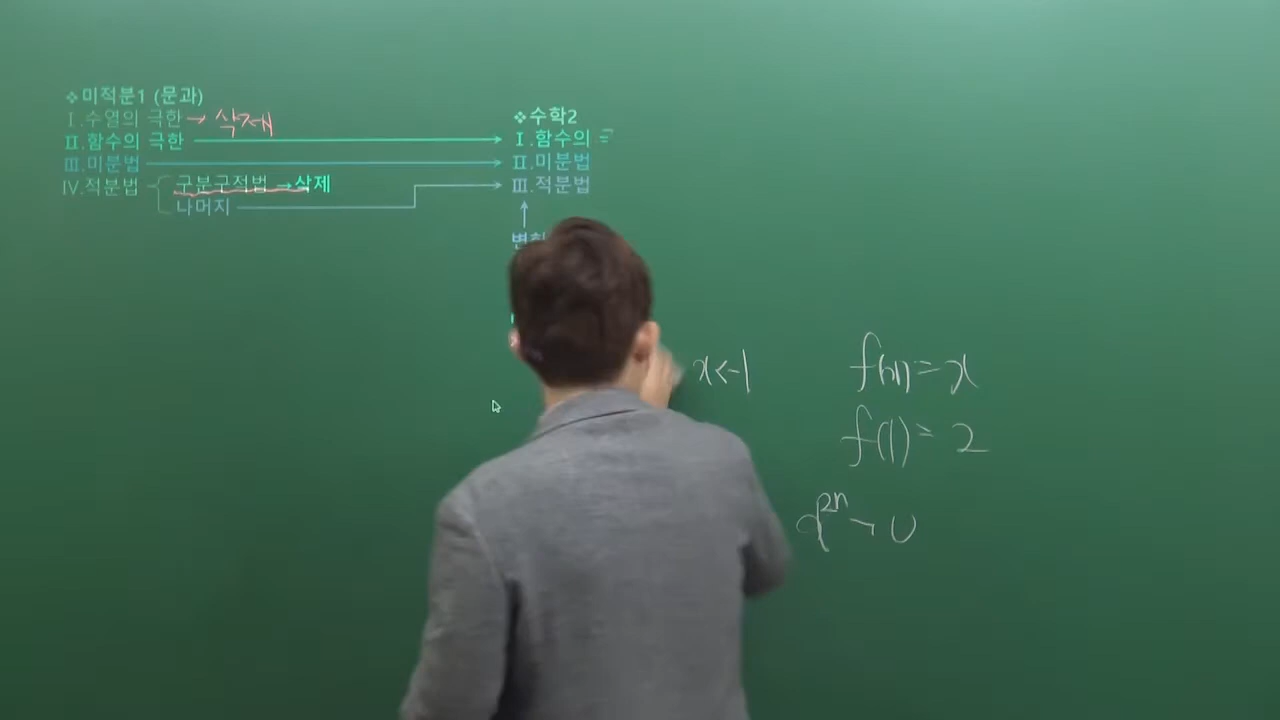 ❖미적분1 (문과)
Ⅰ.수열의 극한 → 삭제
Ⅱ.함수의 극한
Ⅲ.미분법
Ⅳ.적분법
구분구적법 →삭제
나머지
❖수학2
Ⅰ.함수의
Ⅱ.미분법
Ⅲ.적분법
x<-1
f(x)=x
f(1)=2